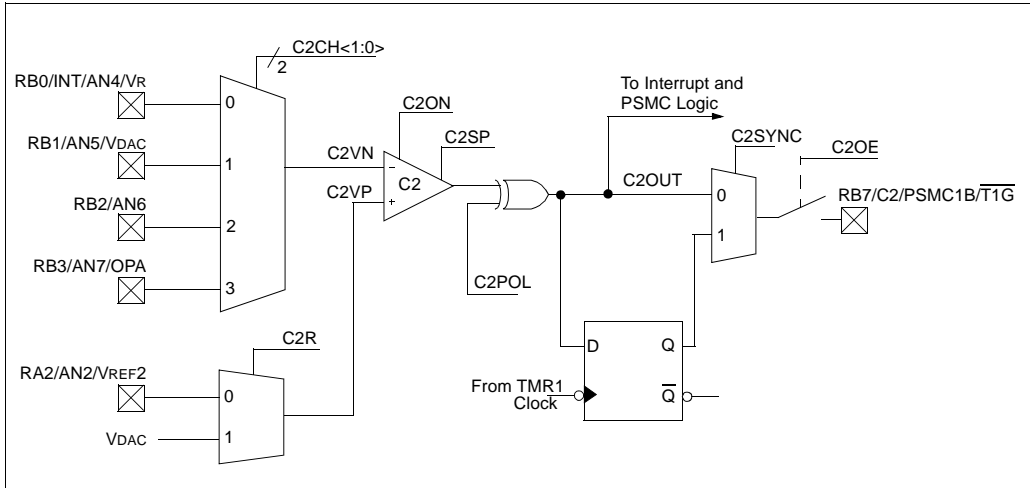 C2CH<1:0>
2
RB0/INT/AN4/VR
0
RB1/AN5/VDAC
1
RB2/AN6
2
RB3/AN7/OPA
3
C2ON
C2SP
C2VN
C2VP
−
C2
+
C2POL
To Interrupt and
PSMC Logic
C2OUT
C2SYNC
0
1
C2OE
RB7/C2/PSMC1B/T1G
C2R
RA2/AN2/VREF2
0
VDAC
1
D
Q
From TMR1
Clock
Q